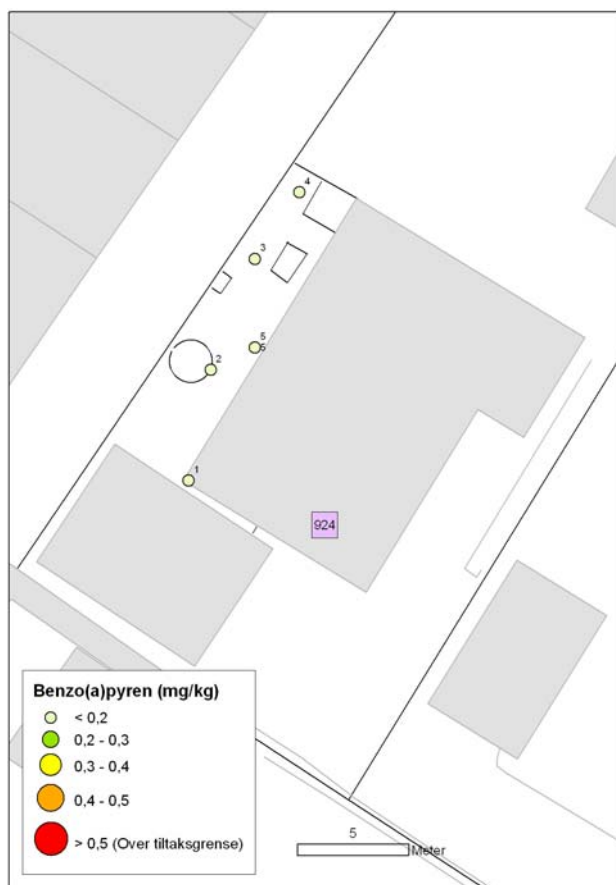 4
3
5
5
2
1
924
Benzo(a)pyren (mg/kg)
< 0,2
0,2 - 0,3
0,3 - 0,4
0,4 - 0,5
> 0,5 (Over tiltaksgrense)
5
Meter